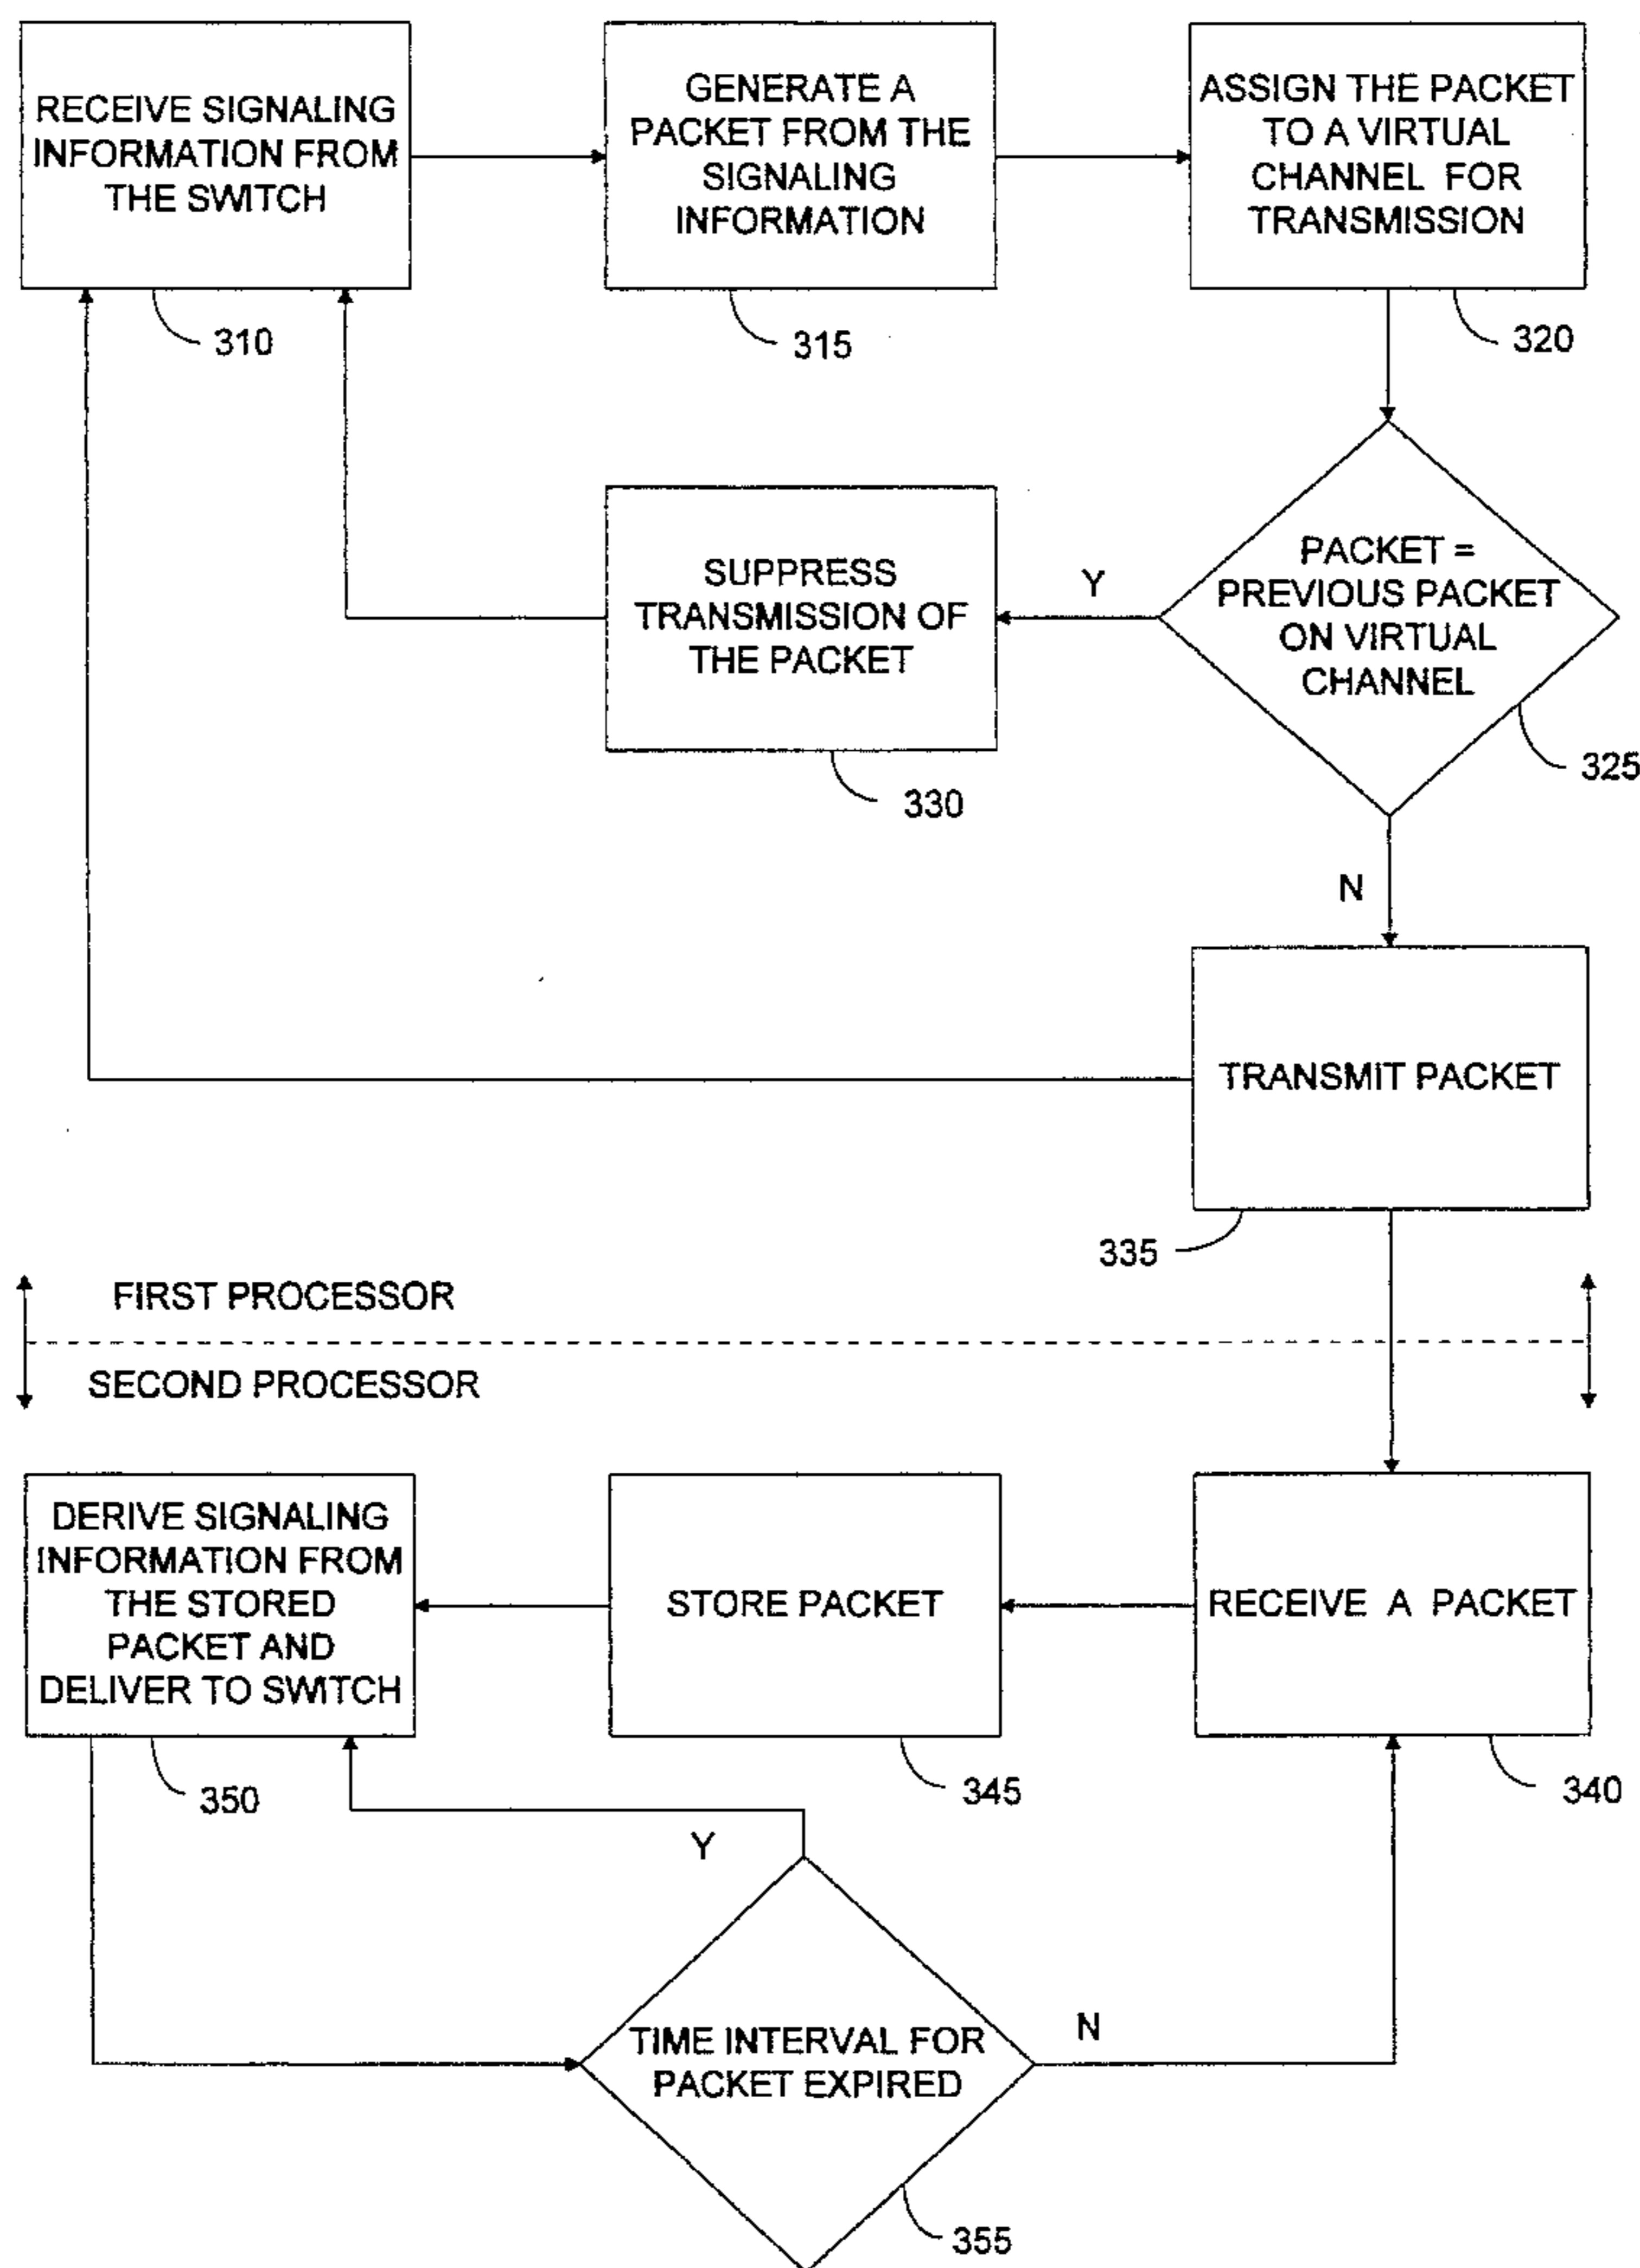 RECEIVE SIGNALING
INFORMATION FROM
THE SWITCH
310
GENERATE A
PACKET FROM THE
SIGNALING
INFORMATION
315
ASSIGN THE PACKET
TO A VIRTUAL
CHANNEL FOR
TRANSMISSION
320
PACKET =
PREVIOUS PACKET
ON VIRTUAL
CHANNEL
325
Y
SUPPRESS
TRANSMISSION OF
THE PACKET
330
N
TRANSMIT PACKET
335
FIRST PROCESSOR
SECOND PROCESSOR
RECEIVE A PACKET
340
STORE PACKET
345
DERIVE SIGNALING
INFORMATION FROM
THE STORED
PACKET AND
DELIVER TO SWITCH
350
Y
TIME INTERVAL FOR
PACKET EXPIRED
N
355